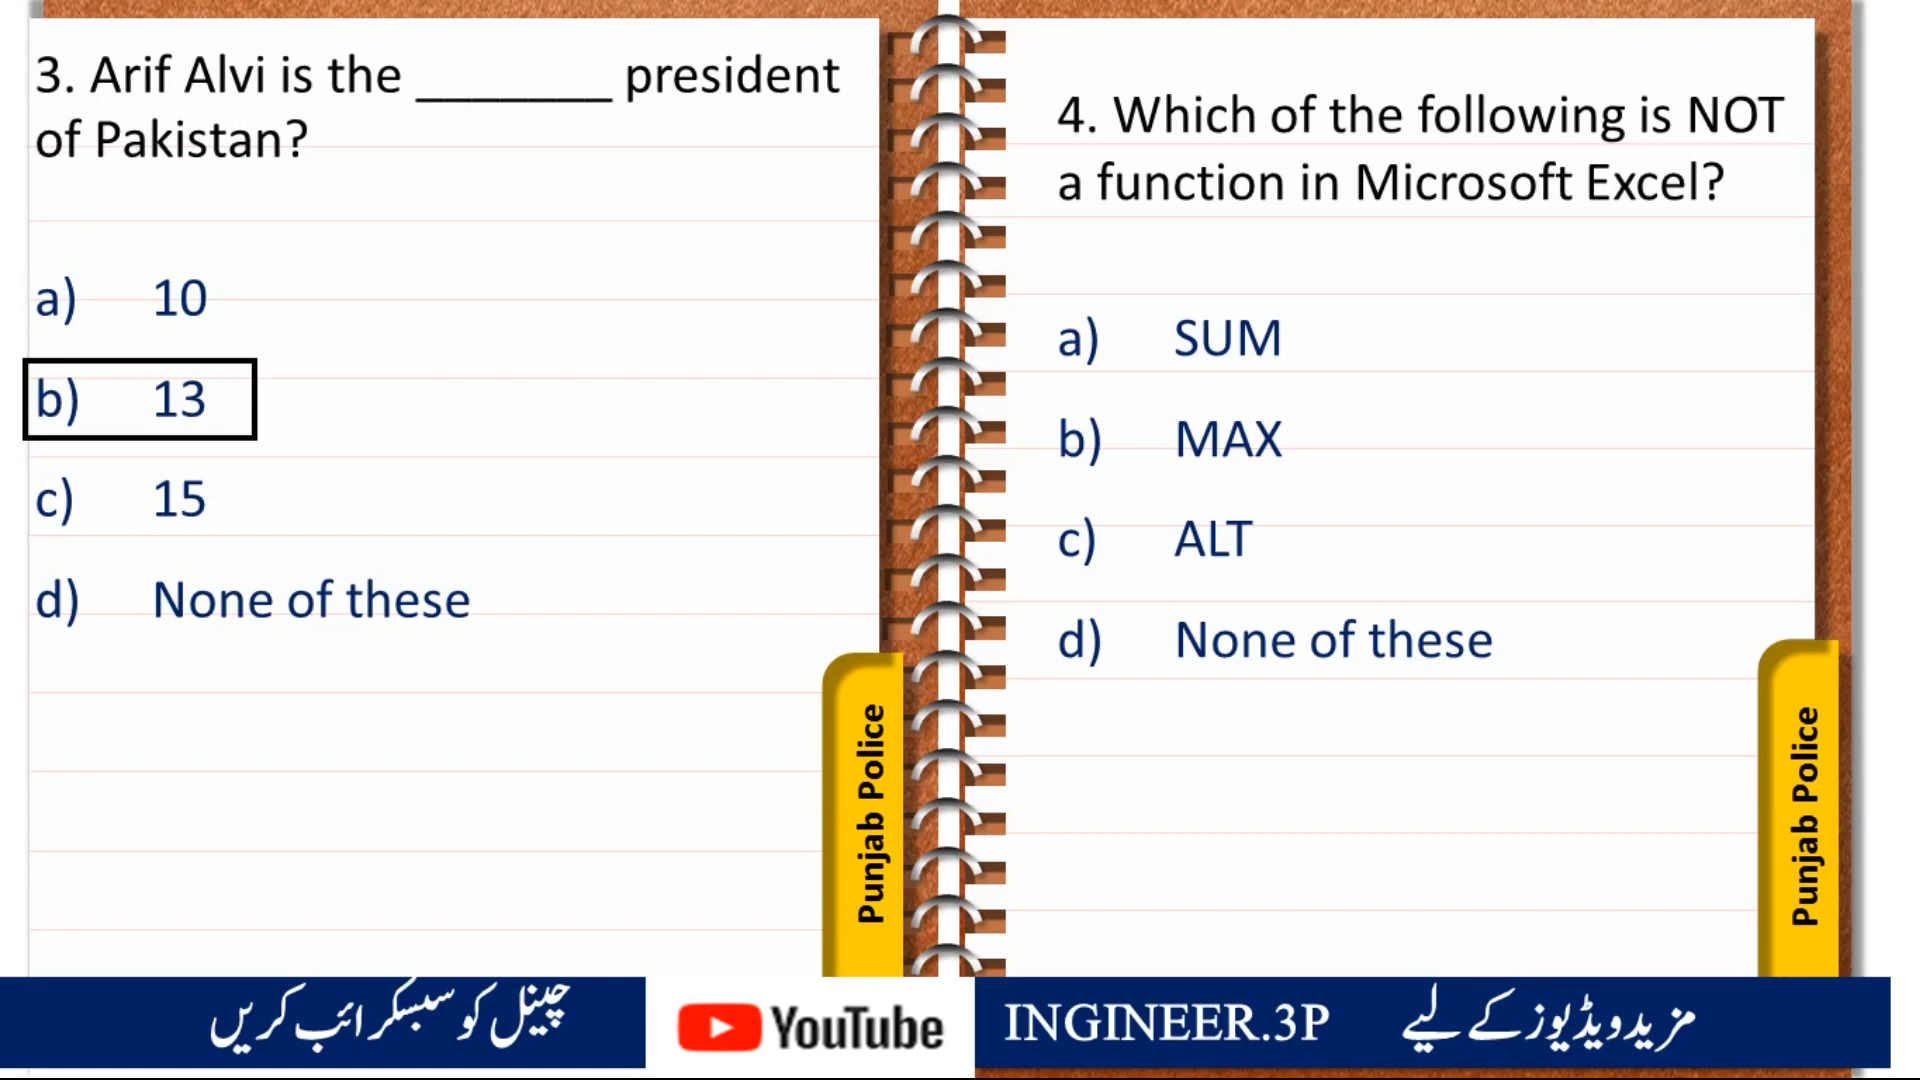 3. Arif Alvi is the _______ president
of Pakistan?
a) 10
b) 13
c) 15
d) None of these
Punjab Police
4. Which of the following is NOT
a function in Microsoft Excel?
a) SUM
b) MAX
c) ALT
d) None of these
Punjab Police
چینل کو سبسکرائب کریں
YouTube
INGINEER.3P
مزید ویڈیوز کے لیے